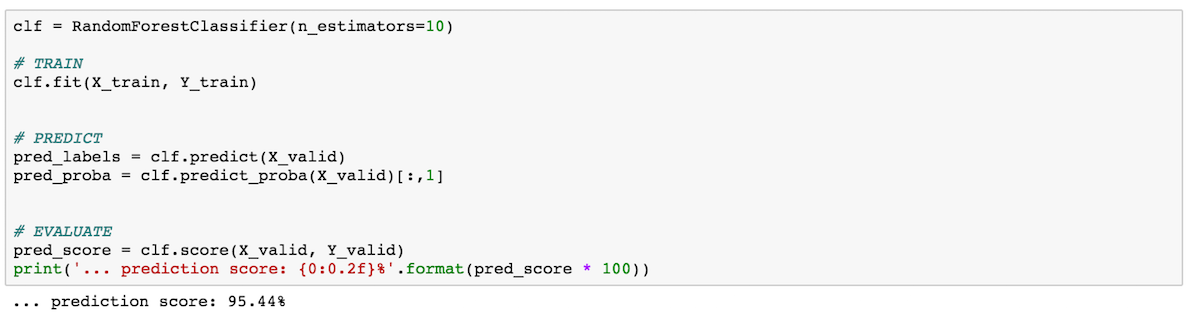 clf = RandomForestClassifier(n_estimators=10)
# TRAIN
clf.fit(X_train, Y_train)
# PREDICT
pred_labels = clf.predict(X_valid)
pred_proba = clf.predict_proba(X_valid)[:,1]
# EVALUATE
pred_score = clf.score(X_valid, Y_valid)
print('... prediction score: {0:0.2f}%'.format(pred_score * 100))
... prediction score: 95.44%